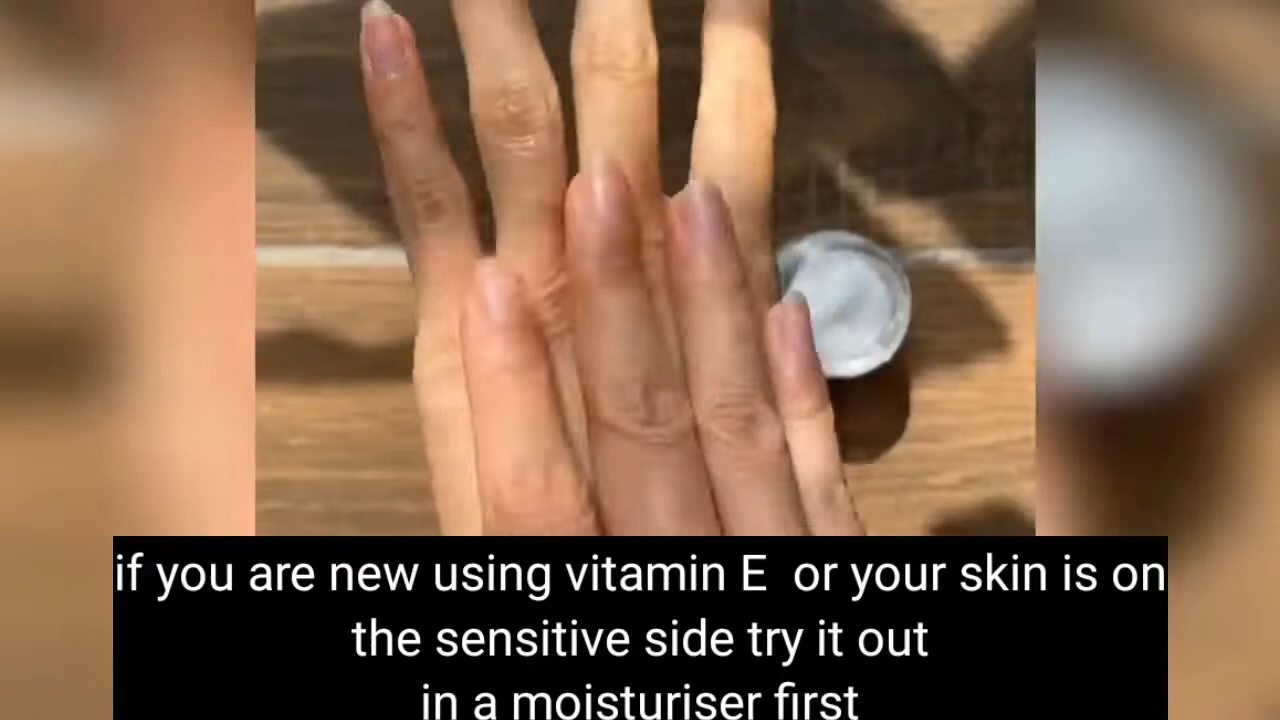 if you are new using vitamin E  or your skin is on
the sensitive side try it out
in a moisturiser first